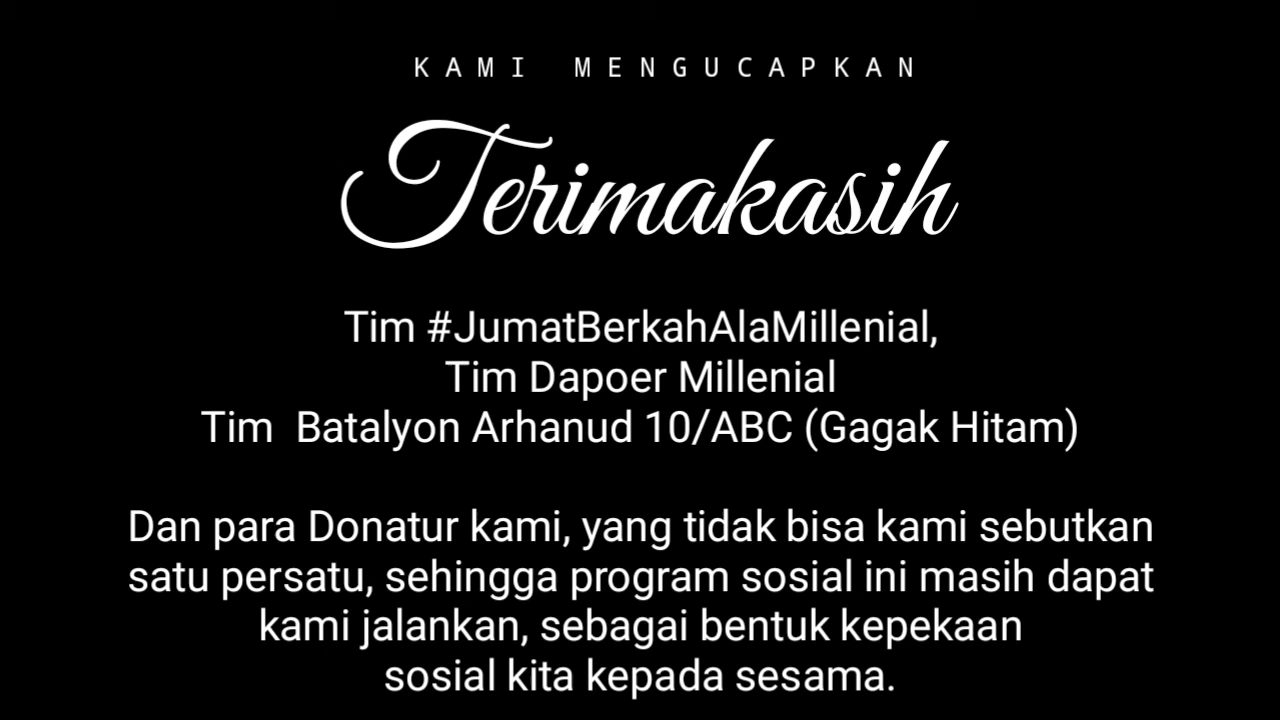 KAMI MENGUCAPKAN
Terimakasih
Tim #JumatBerkahAlaMillenial,
Tim Dapoer Millenial
Tim Batalyon Arhanud 10/ABC (Gagak Hitam)
Dan para Donatur kami, yang tidak bisa kami sebutkan
satu persatu, sehingga program sosial ini masih dapat
kami jalankan, sebagai bentuk kepekaan
sosial kita kepada sesama.